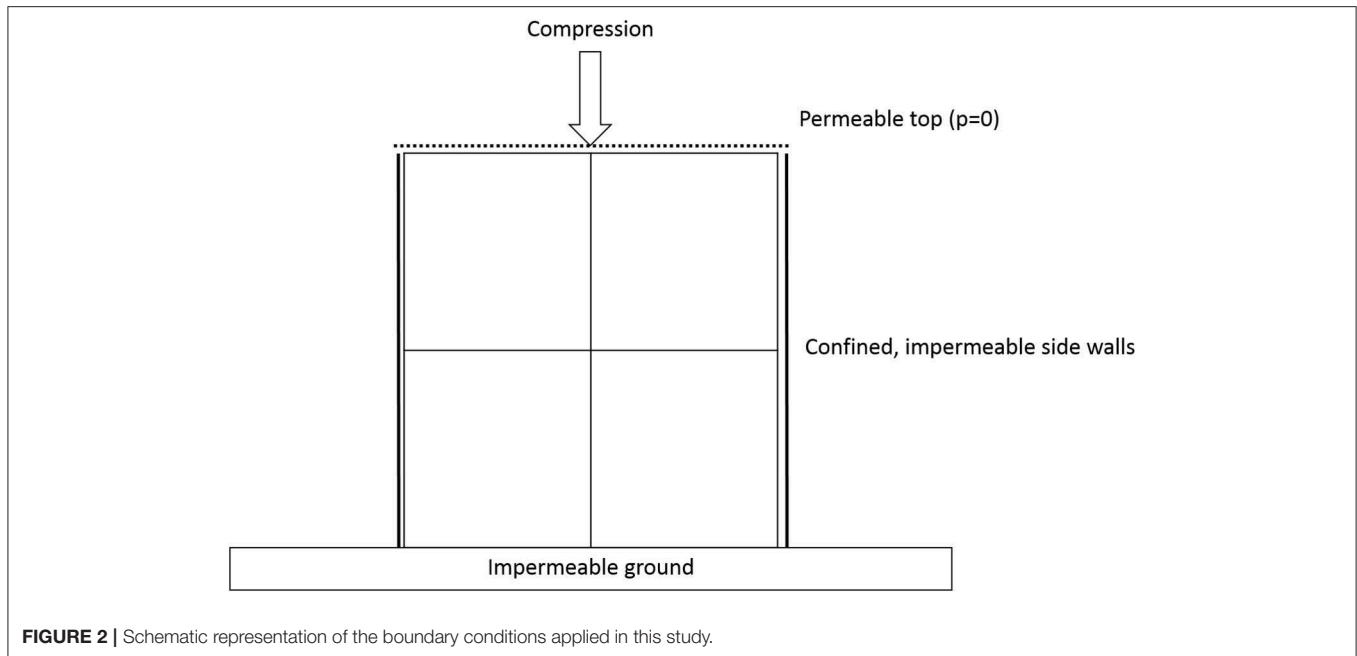 Compression
Permeable top (p=0)
Confined, impermeable side walls
Impermeable ground
FIGURE 2 | Schematic representation of the boundary conditions applied in this study.